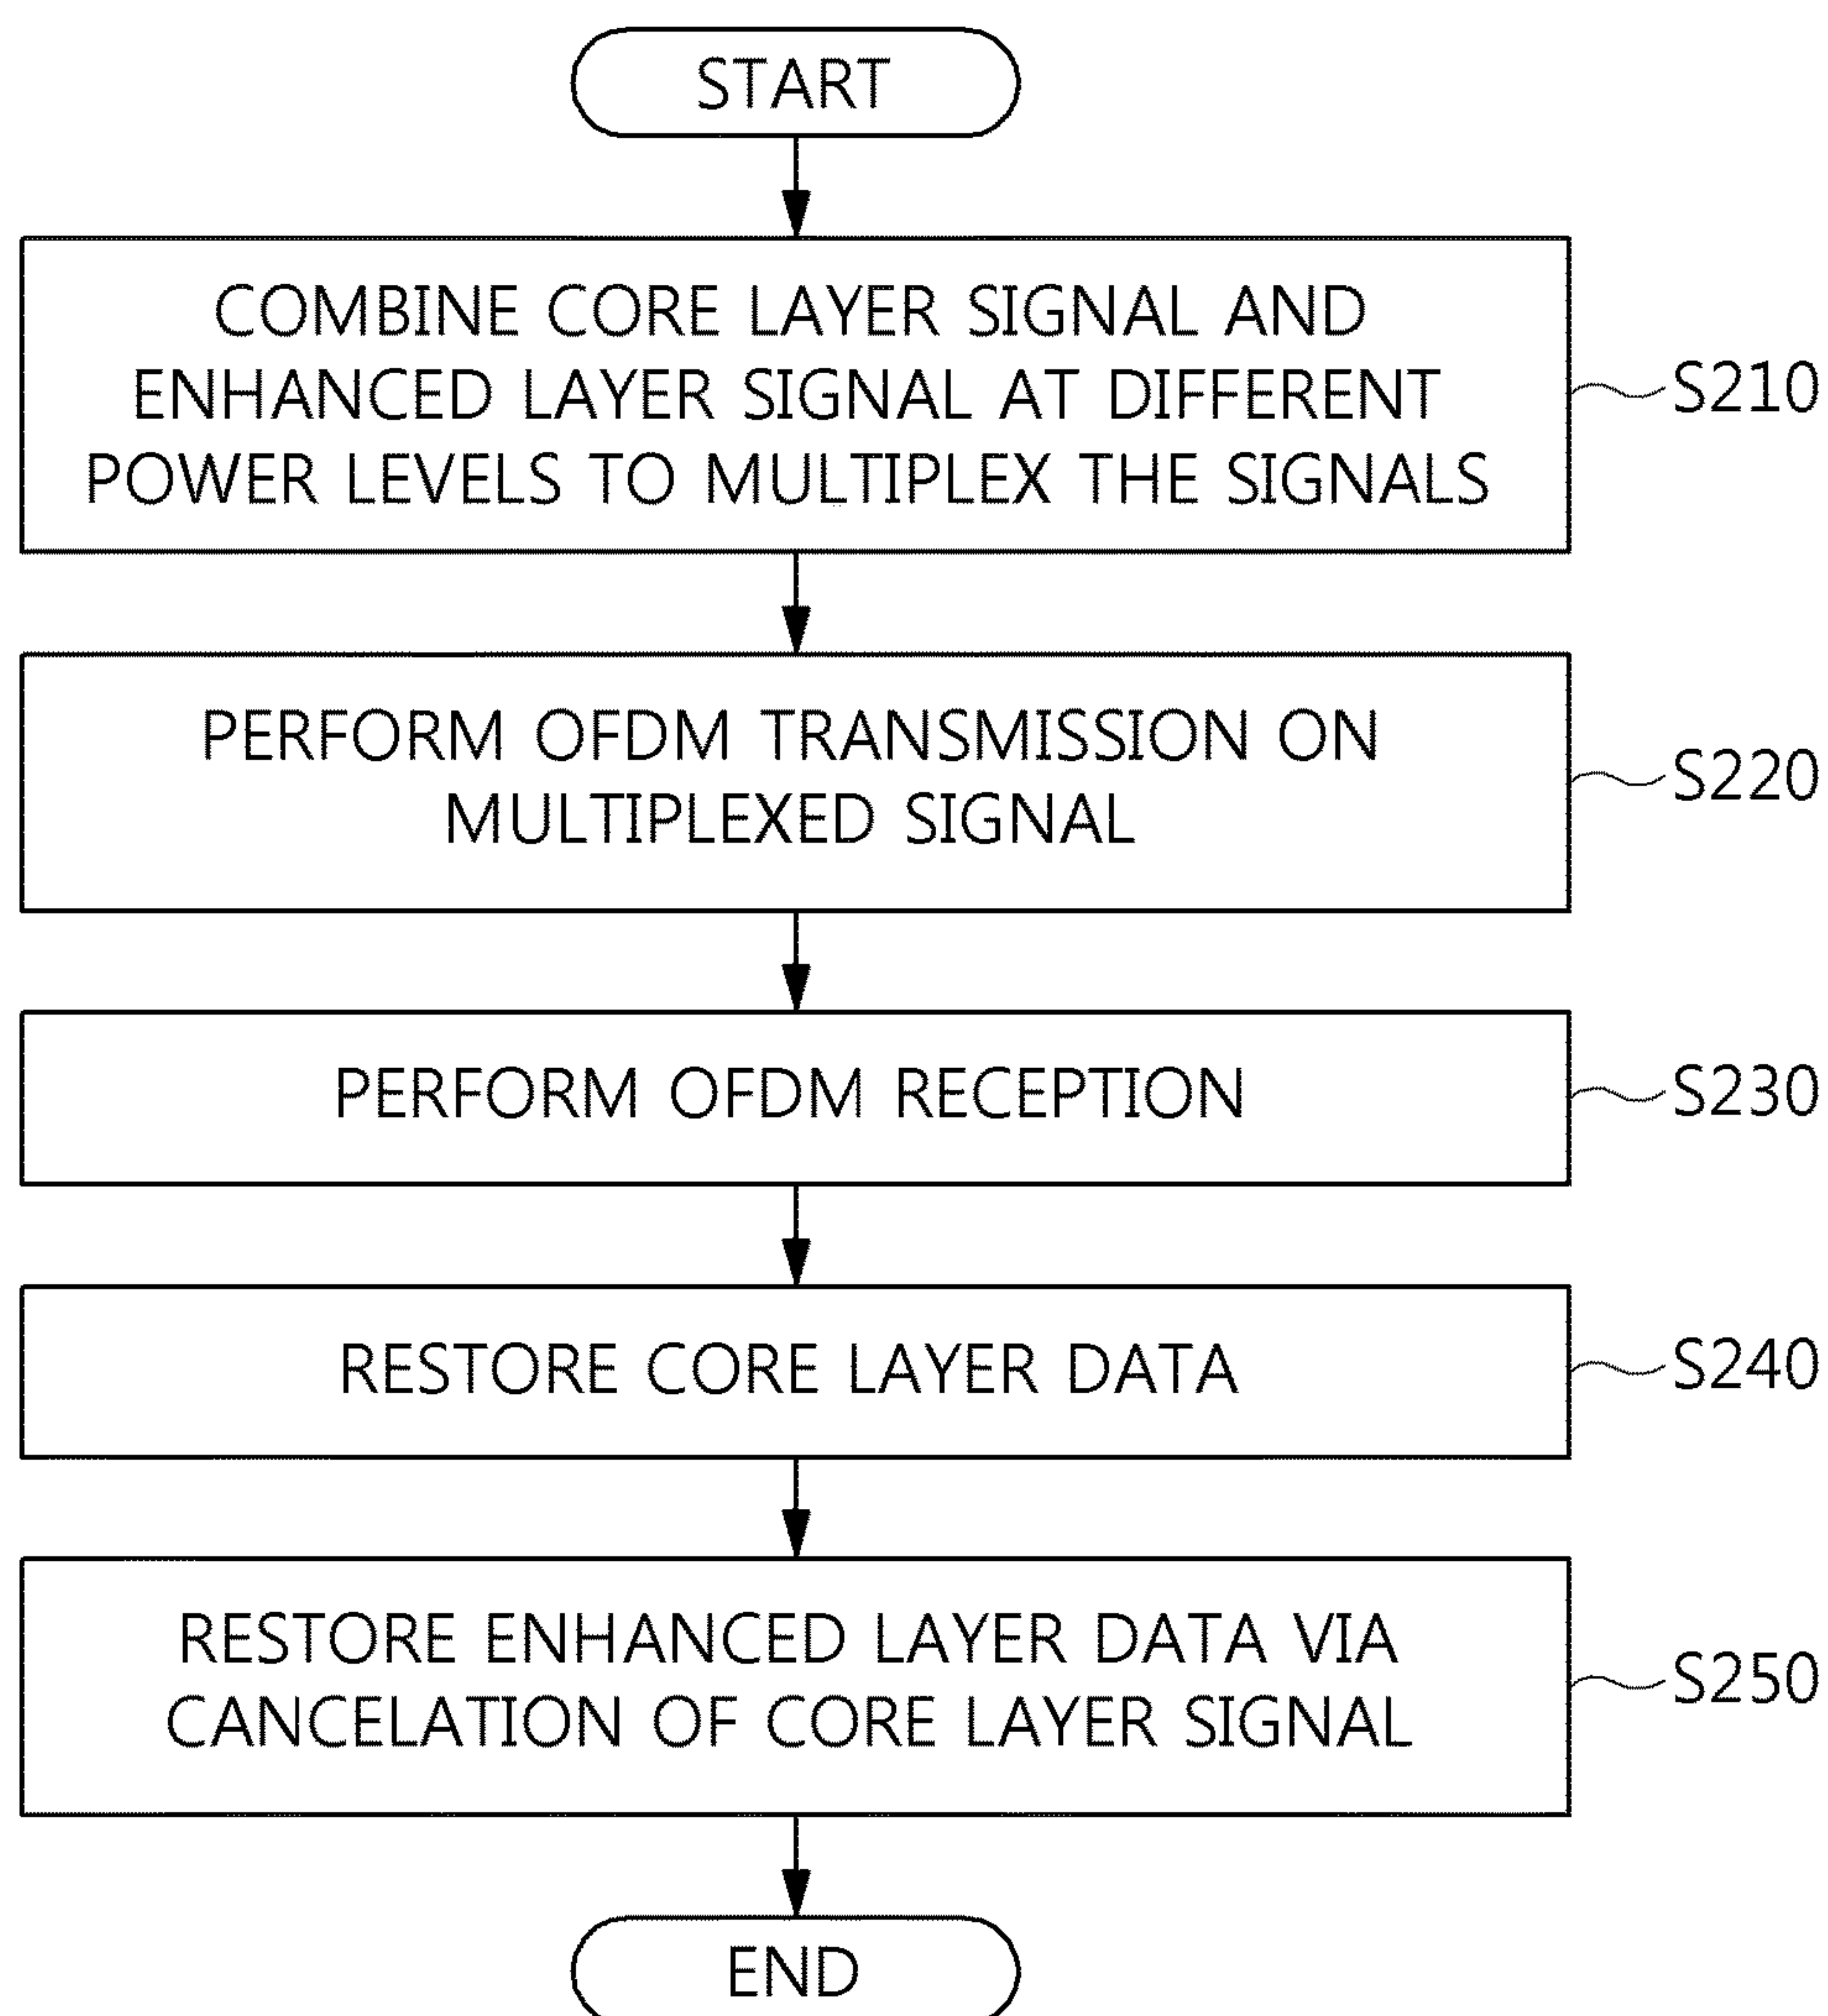 START
COMBINE CORE LAYER SIGNAL AND
ENHANCED LAYER SIGNAL AT DIFFERENT
POWER LEVELS TO MULTIPLEX THE SIGNALS
S210
PERFORM OFDM TRANSMISSION ON
MULTIPLEXED SIGNAL
S220
PERFORM OFDM RECEPTION
S230
RESTORE CORE LAYER DATA
S240
RESTORE ENHANCED LAYER DATA VIA
CANCELATION OF CORE LAYER SIGNAL
S250
END